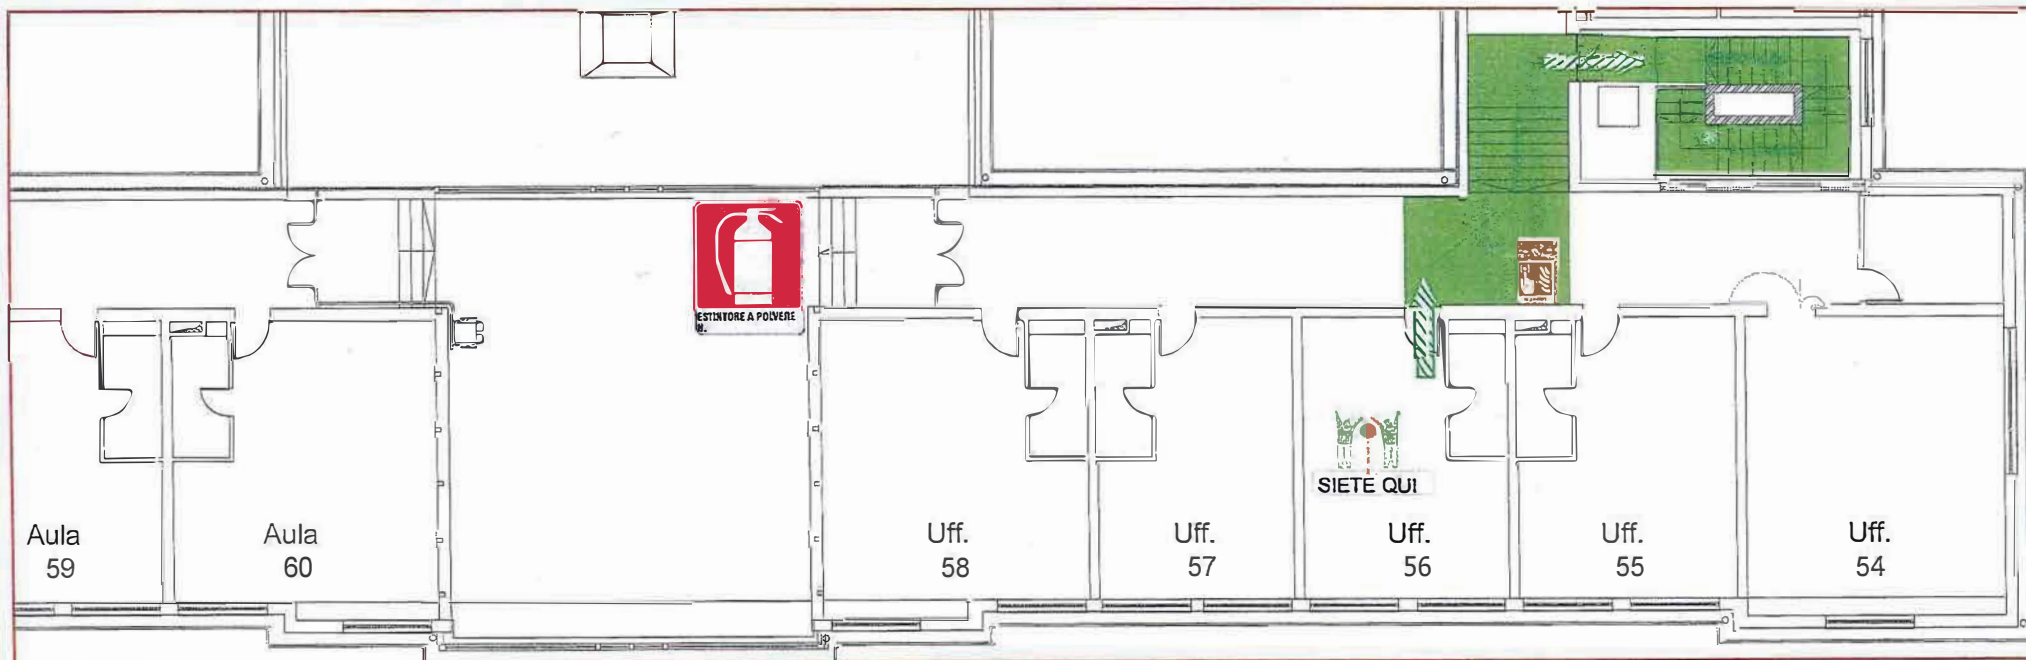 ESTINTORE A POLVERE
N.
SIETE QUI
Aula
59
Aula
60
Uff.
58
Uff.
57
Uff.
56
Uff.
55
Uff.
54